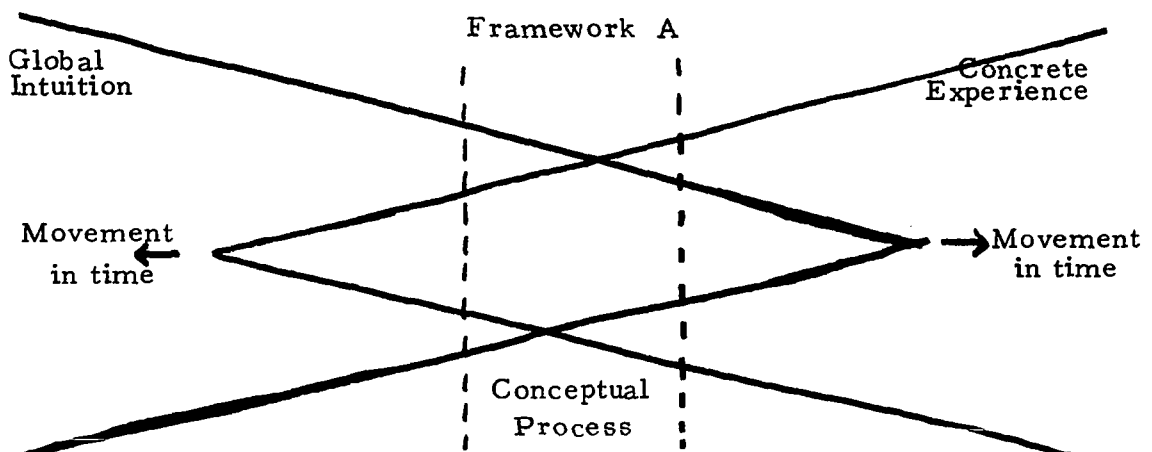 Framework A
Global
Intuition
Concrete
Experience
Movement
in time
Movement
in time
Conceptual
Process